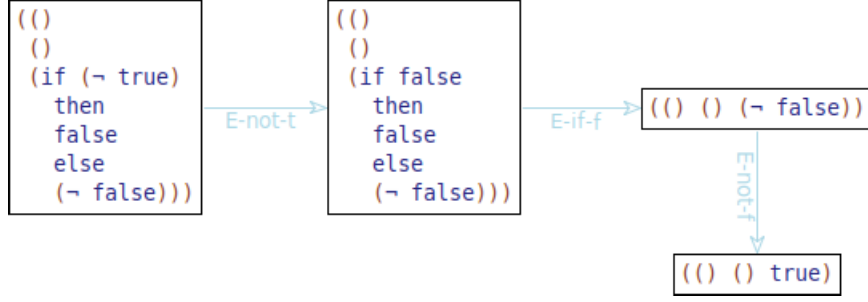 (()
()
(if (¬ true)
then
false
else
(¬ false)))
E-not-t
(()
()
(if false
then
false
else
(¬ false)))
E-if-f
(() () (¬ false))
E-not-f
(() () true)